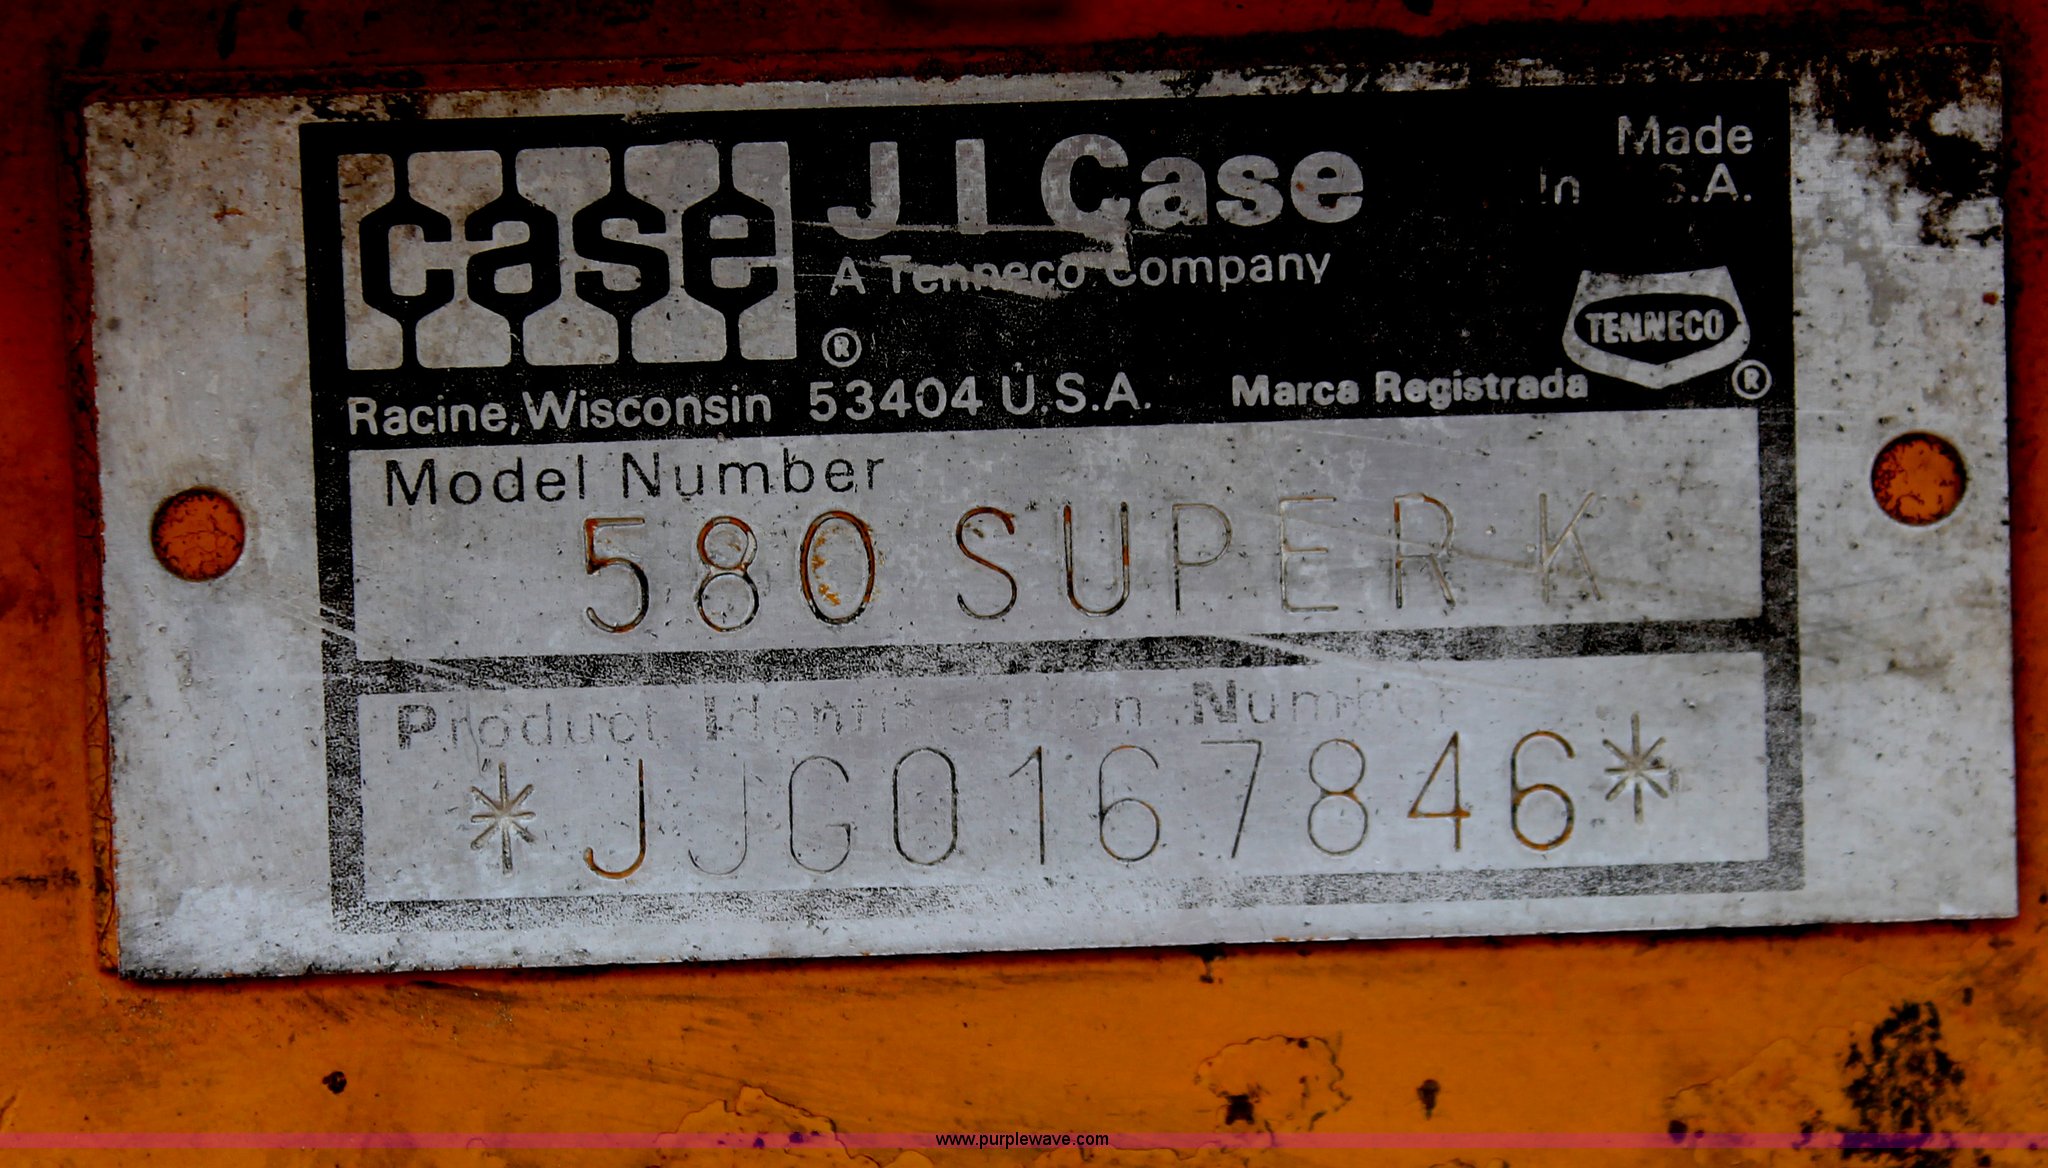 case
J I Case
Made
In S.A.
A Tenneco Company
TENNECO
®
®
Racine, Wisconsin 53404 U.S.A. Marca Registrada
Model Number
580 SUPER K
Product Identification Number
*JJG0167846*
www.purplewave.com